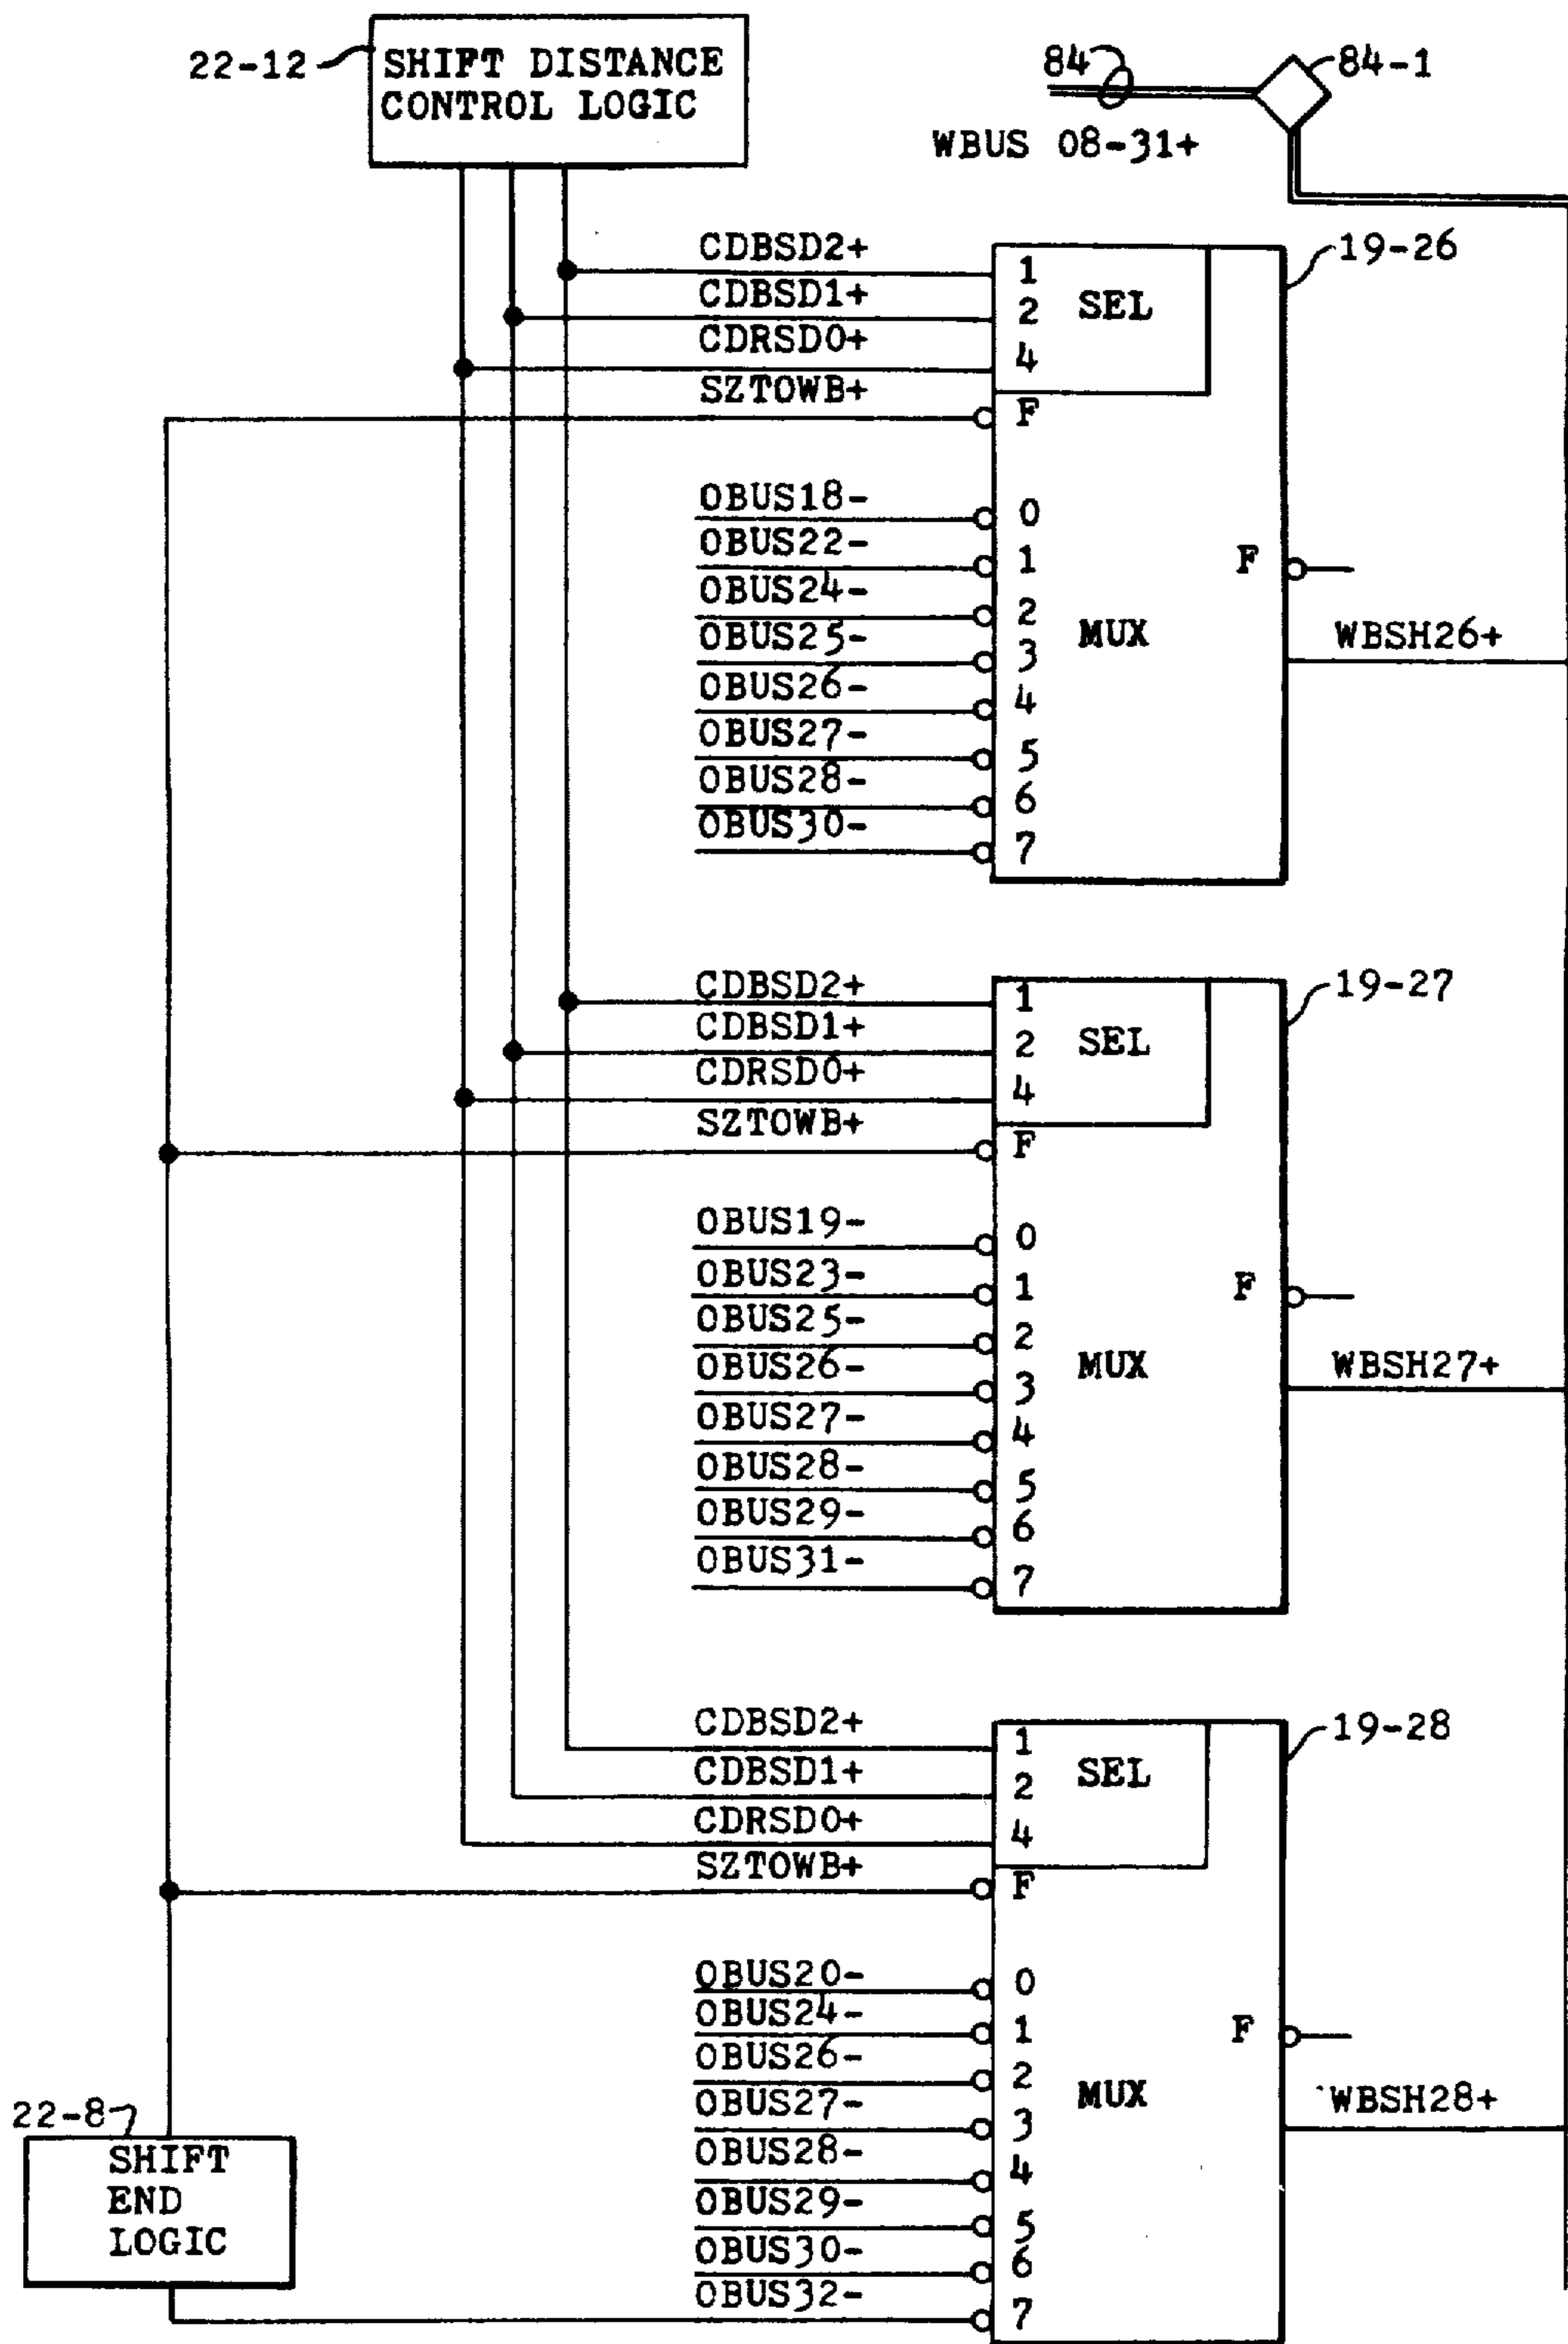 22-12
SHIFT DISTANCE
CONTROL LOGIC
84
84-1
WBUS 08-31+
19-26
CDBSD2+
CDBSD1+
CDRSD0+
SZTOWB+
1
2
4
SEL
F
OBUS18-
OBUS22-
OBUS24-
OBUS25-
OBUS26-
OBUS27-
OBUS28-
OBUS30-
0
1
2
3
4
5
6
7
MUX
F
WBSH26+
19-27
CDBSD2+
CDBSD1+
CDRSD0+
SZTOWB+
1
2
4
SEL
F
OBUS19-
OBUS23-
OBUS25-
OBUS26-
OBUS27-
OBUS28-
OBUS29-
OBUS31-
0
1
2
3
4
5
6
7
MUX
F
WBSH27+
19-28
CDBSD2+
CDBSD1+
CDRSD0+
SZTOWB+
1
2
4
SEL
F
OBUS20-
OBUS24-
OBUS26-
OBUS27-
OBUS28-
OBUS29-
OBUS30-
OBUS32-
0
1
2
3
4
5
6
7
MUX
F
WBSH28+
22-8
SHIFT
END
LOGIC